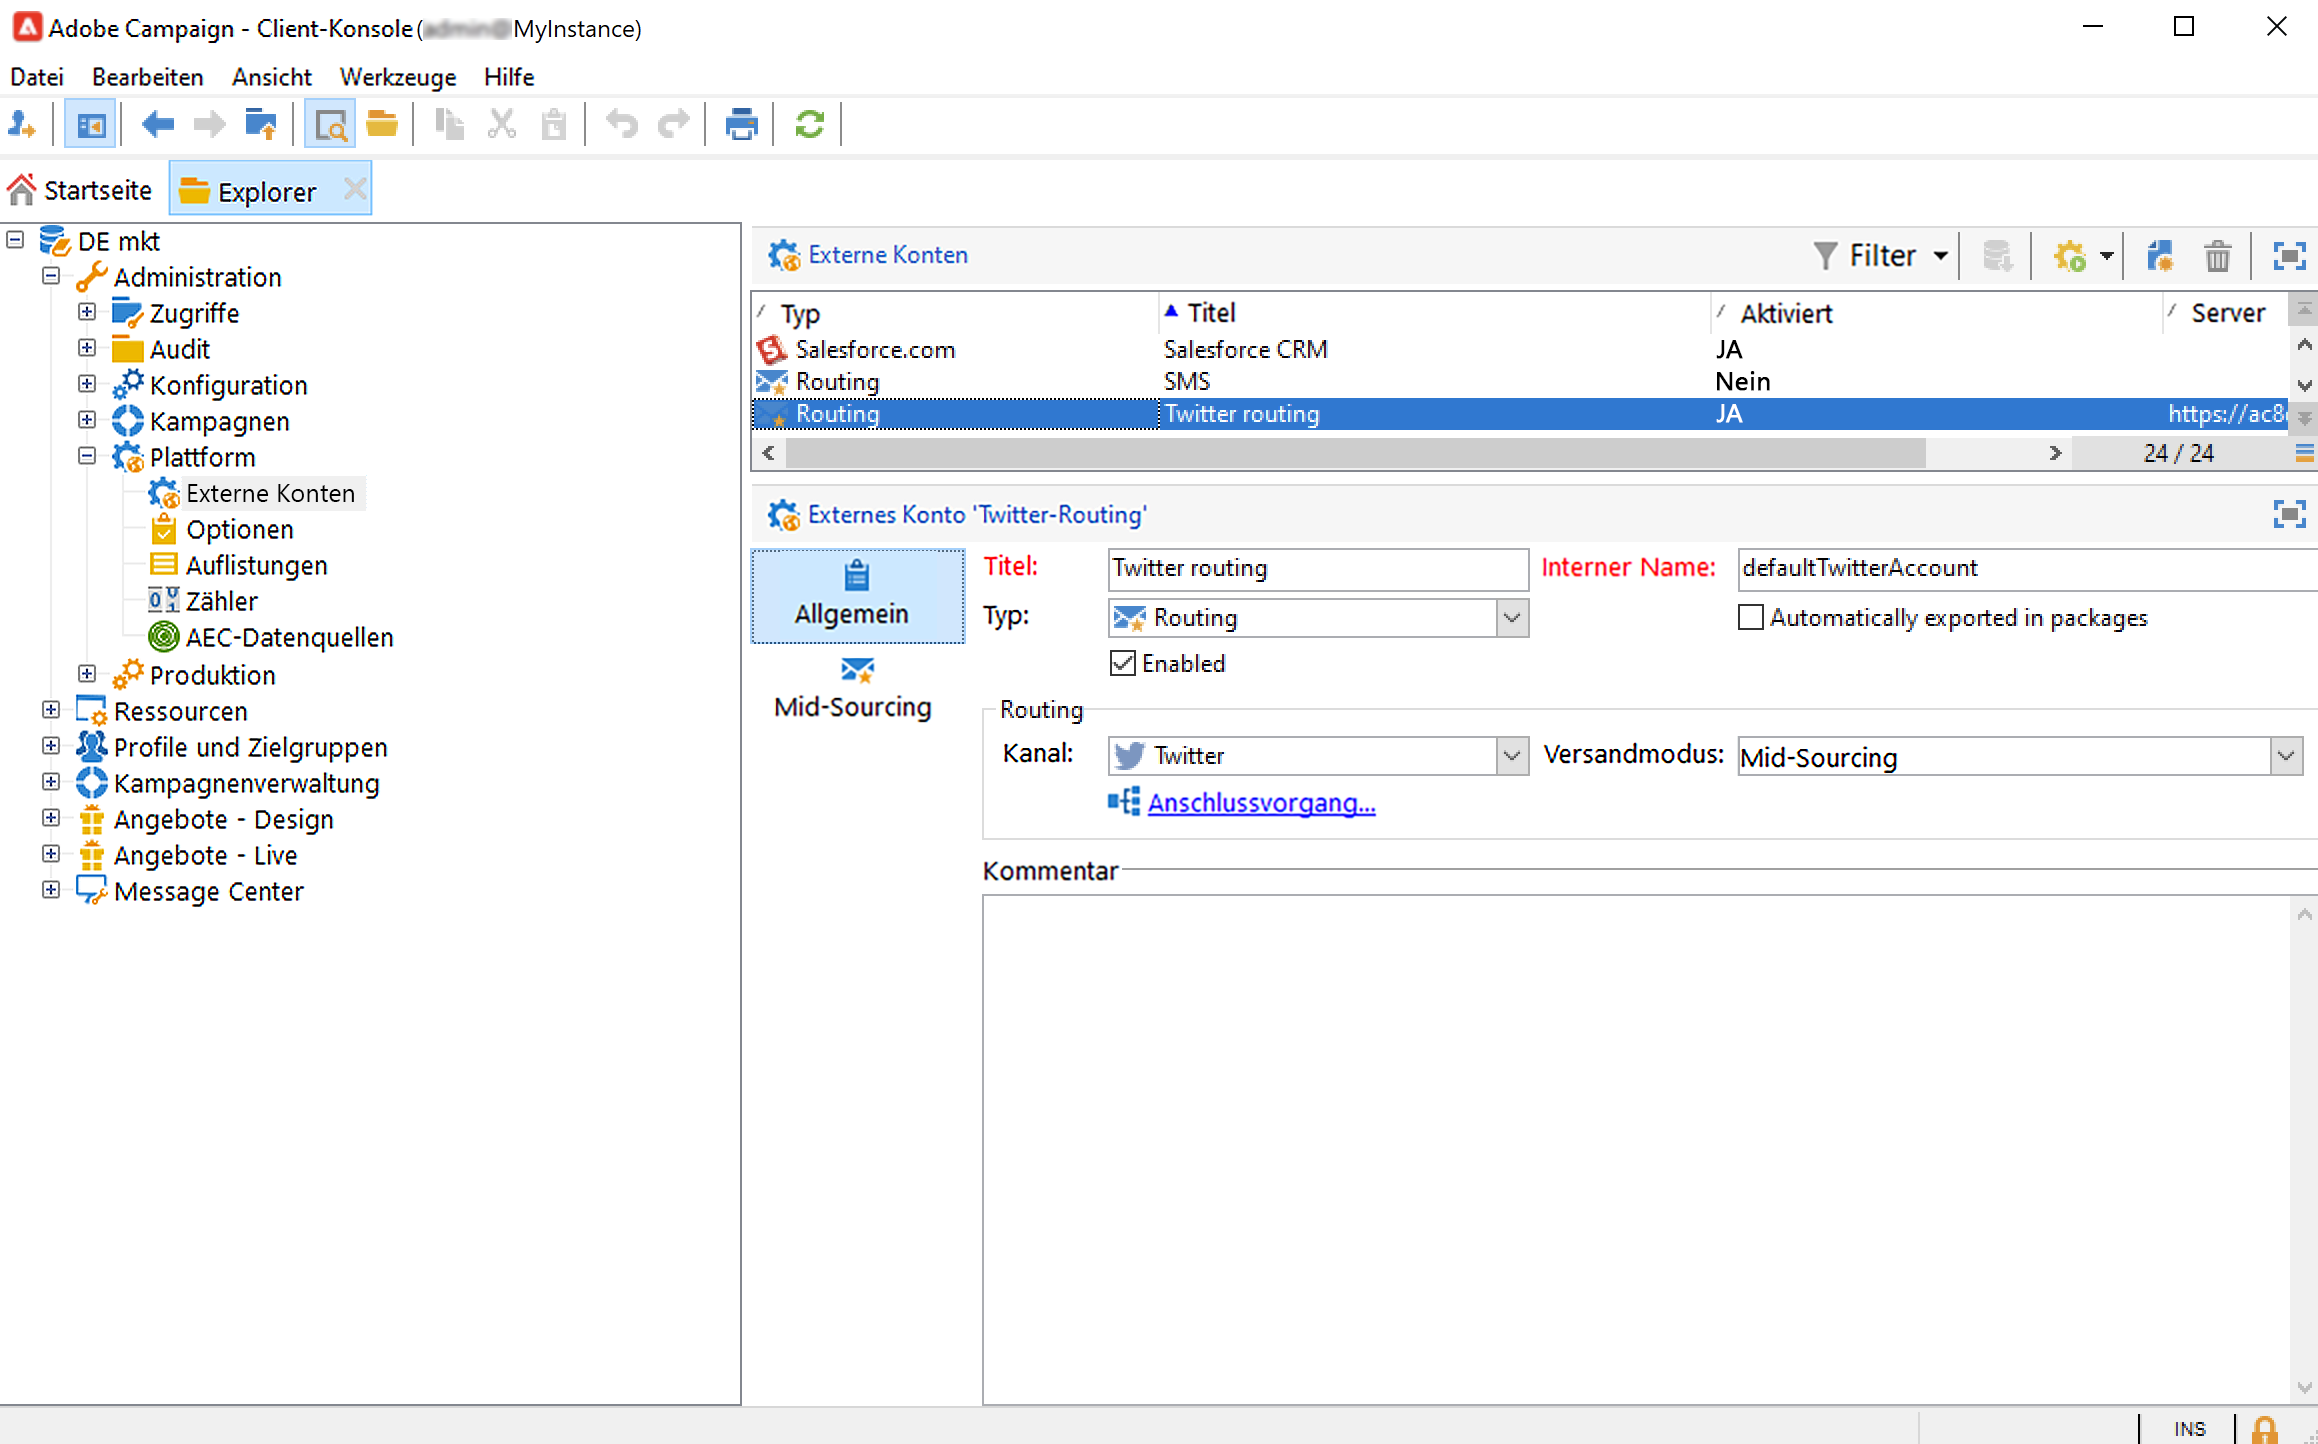 Adobe Campaign - Client-Konsole ( MyInstance)
Datei Bearbeiten Ansicht Werkzeuge Hilfe
Startseite Explorer
DE mkt
Administration
Zugriffe
Audit
Konfiguration
Kampagnen
Plattform
Externe Konten
Optionen
Auflistungen
Zähler
AEC-Datenquellen
Produktion
Ressourcen
Profile und Zielgruppen
Kampagnenverwaltung
Angebote - Design
Angebote - Live
Message Center
Externe Konten Filter
Typ Titel Aktiviert Server
Salesforce.com Salesforce CRM JA
Routing SMS Nein
Routing Twitter routing JA https://ac8
24 / 24
Externes Konto 'Twitter-Routing'
Allgemein
Mid-Sourcing
Titel: Twitter routing Interner Name: defaultTwitterAccount
Typ: Routing Automatically exported in packages
Enabled
Routing
Kanal: Twitter Versandmodus: Mid-Sourcing
Anschlussvorgang...
Kommentar
INS